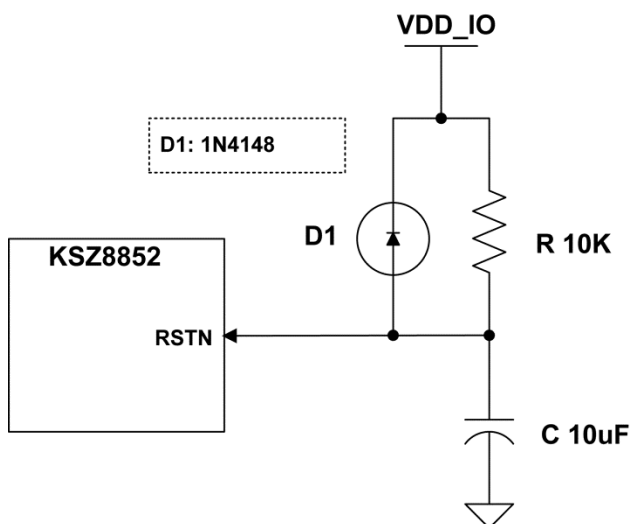 VDD_IO
D1: 1N4148
D1
R 10K
KSZ8852
RSTN
C 10uF